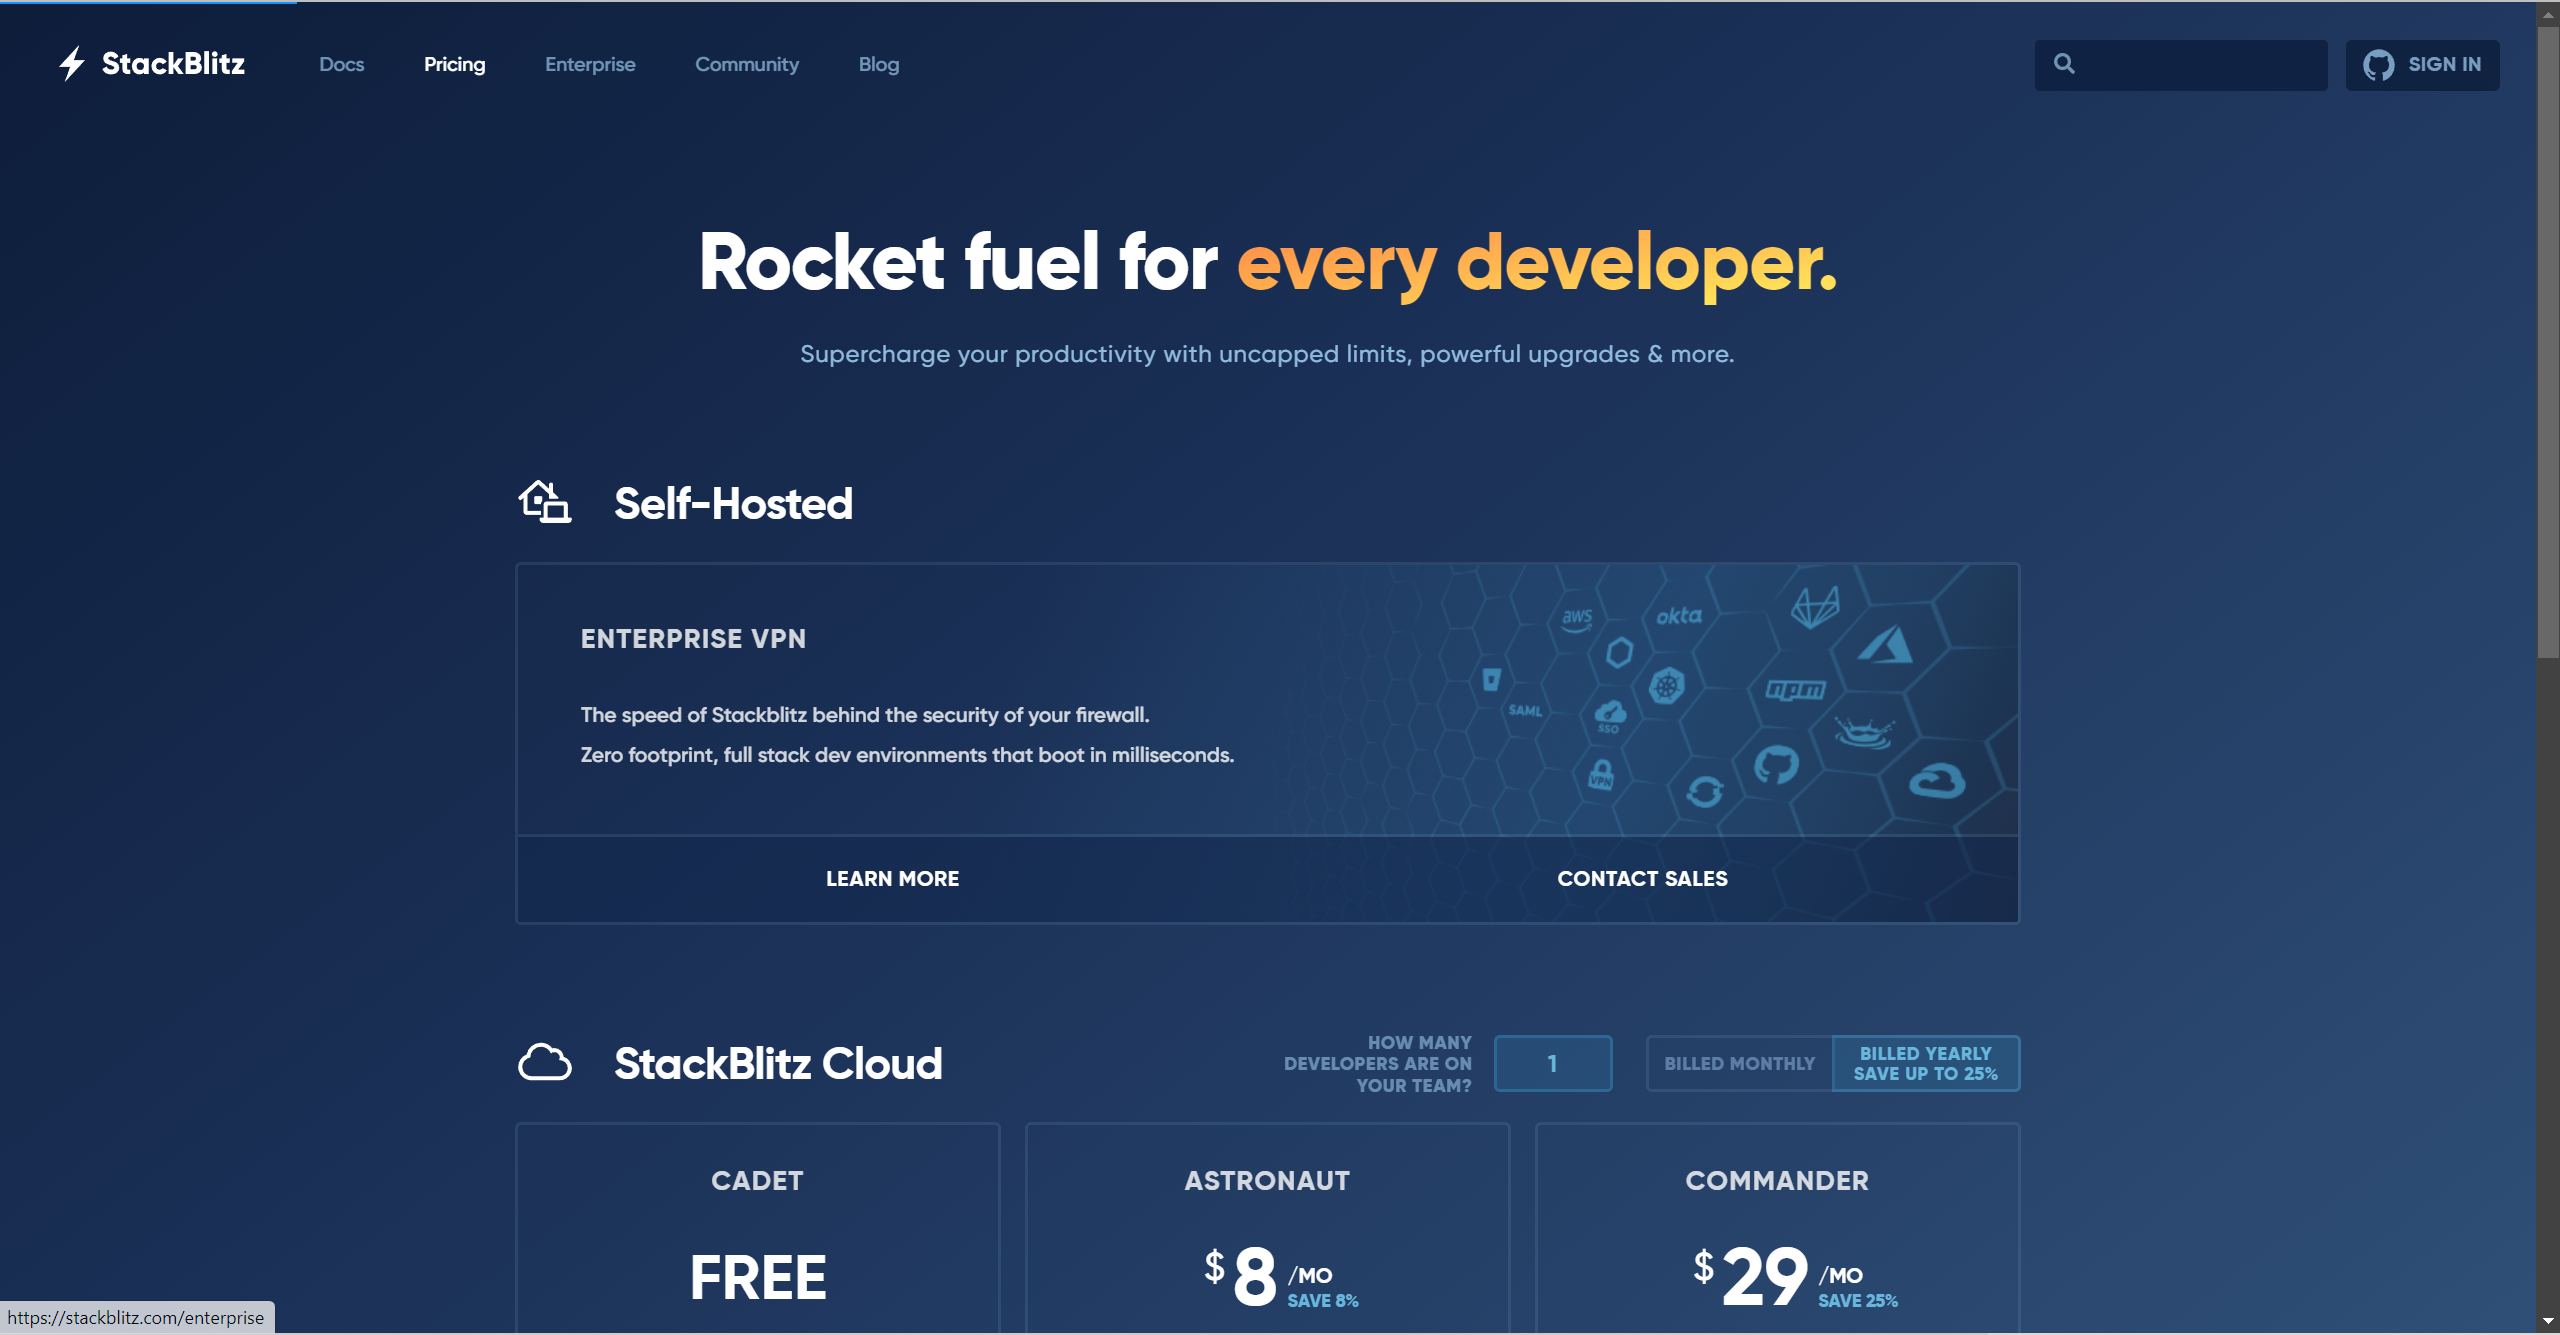 StackBlitz
Docs
Pricing
Enterprise
Community
Blog
SIGN IN
Rocket fuel for every developer.
Supercharge your productivity with uncapped limits, powerful upgrades & more.
Self-Hosted
ENTERPRISE VPN
The speed of Stackblitz behind the security of your firewall.
Zero footprint, full stack dev environments that boot in milliseconds.
aws
okta
npm
SAML
SSO
VPN
LEARN MORE
CONTACT SALES
StackBlitz Cloud
HOW MANY
DEVELOPERS ARE ON
YOUR TEAM?
1
BILLED MONTHLY
BILLED YEARLY
SAVE UP TO 25%
CADET
FREE
ASTRONAUT
$8 /MO
SAVE 8%
COMMANDER
$29 /MO
SAVE 25%
https://stackblitz.com/enterprise